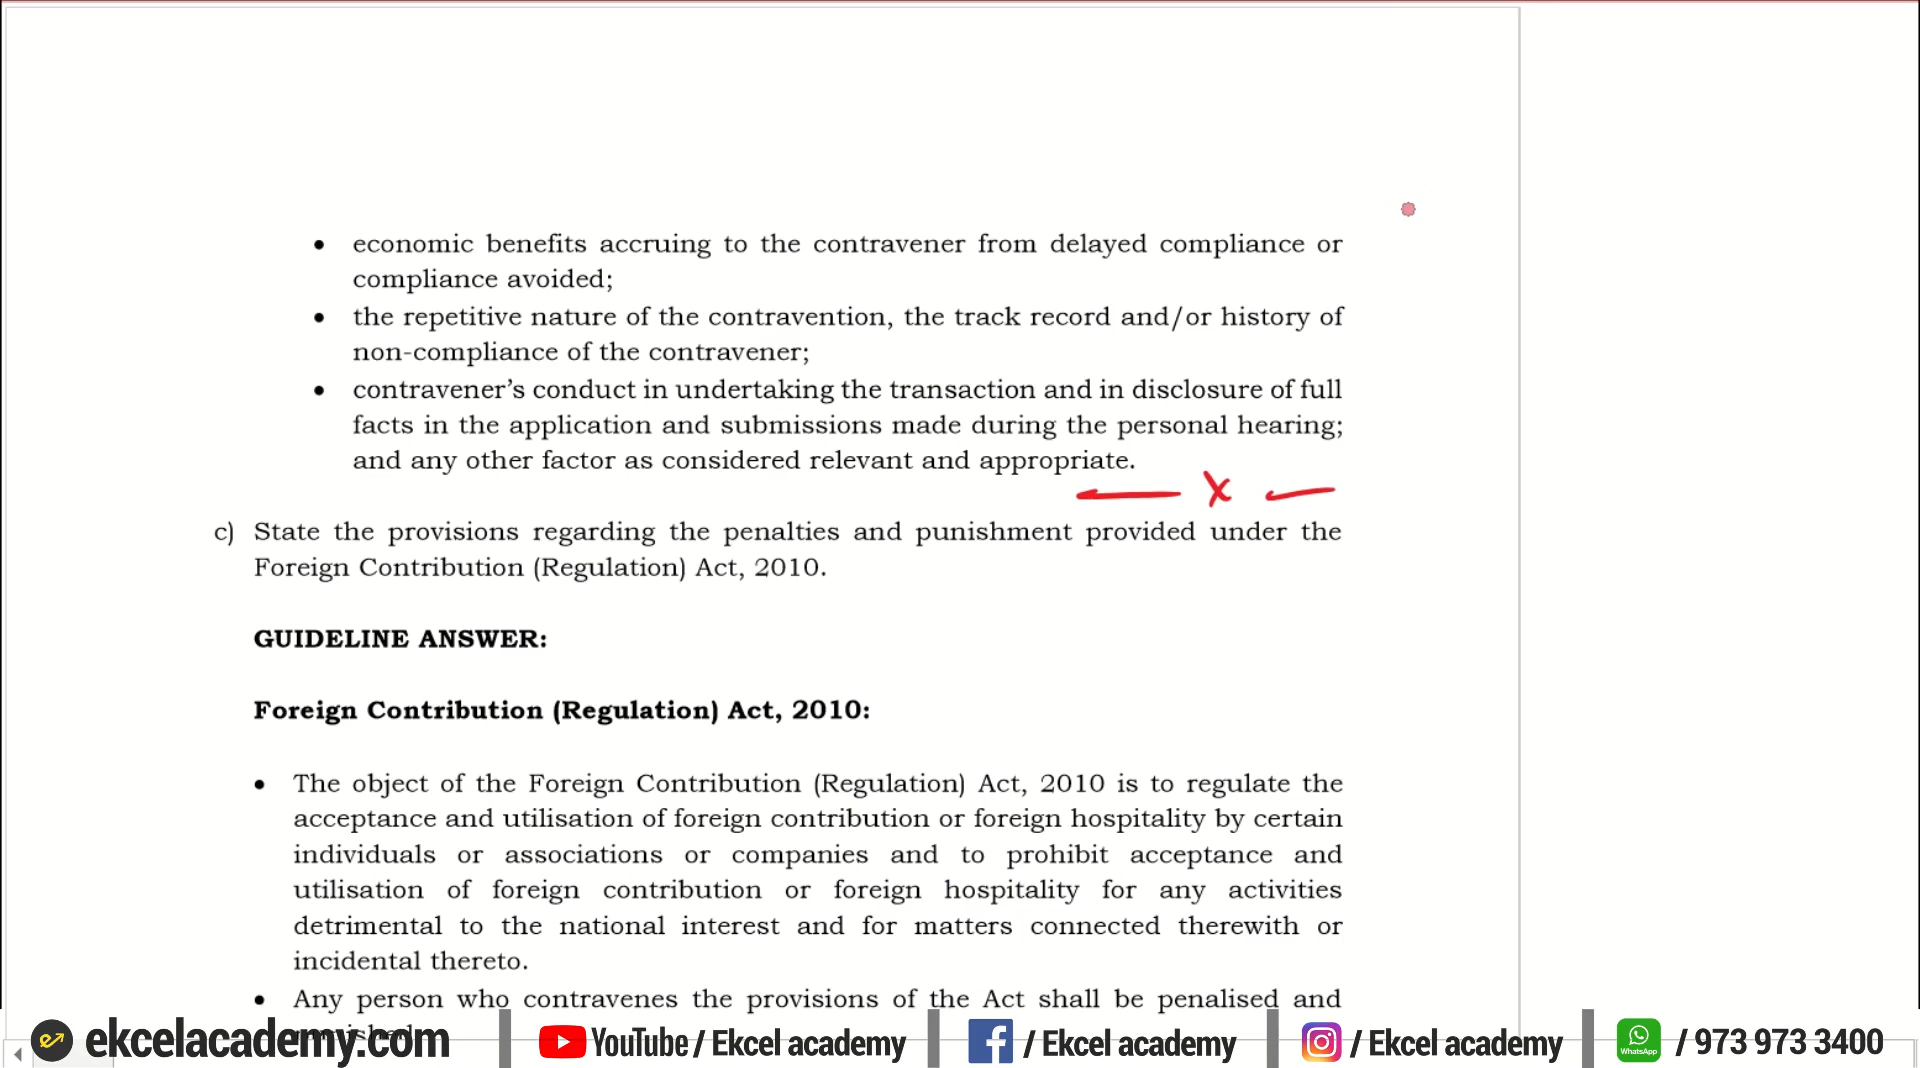 • economic benefits accruing to the contravener from delayed compliance or
compliance avoided;
• the repetitive nature of the contravention, the track record and/or history of
non-compliance of the contravener;
• contravener's conduct in undertaking the transaction and in disclosure of full
facts in the application and submissions made during the personal hearing;
and any other factor as considered relevant and appropriate.
x
c) State the provisions regarding the penalties and punishment provided under the
Foreign Contribution (Regulation) Act, 2010.
GUIDELINE ANSWER:
Foreign Contribution (Regulation) Act, 2010:
• The object of the Foreign Contribution (Regulation) Act, 2010 is to regulate the
acceptance and utilisation of foreign contribution or foreign hospitality by certain
individuals or associations or companies and to prohibit acceptance and
utilisation of foreign contribution or foreign hospitality for any activities
detrimental to the national interest and for matters connected therewith or
incidental thereto.
• Any person who contravenes the provisions of the Act shall be penalised and
ekcelacademy.com YouTube / Ekcel academy / Ekcel academy / Ekcel academy WhatsApp / 973 973 3400